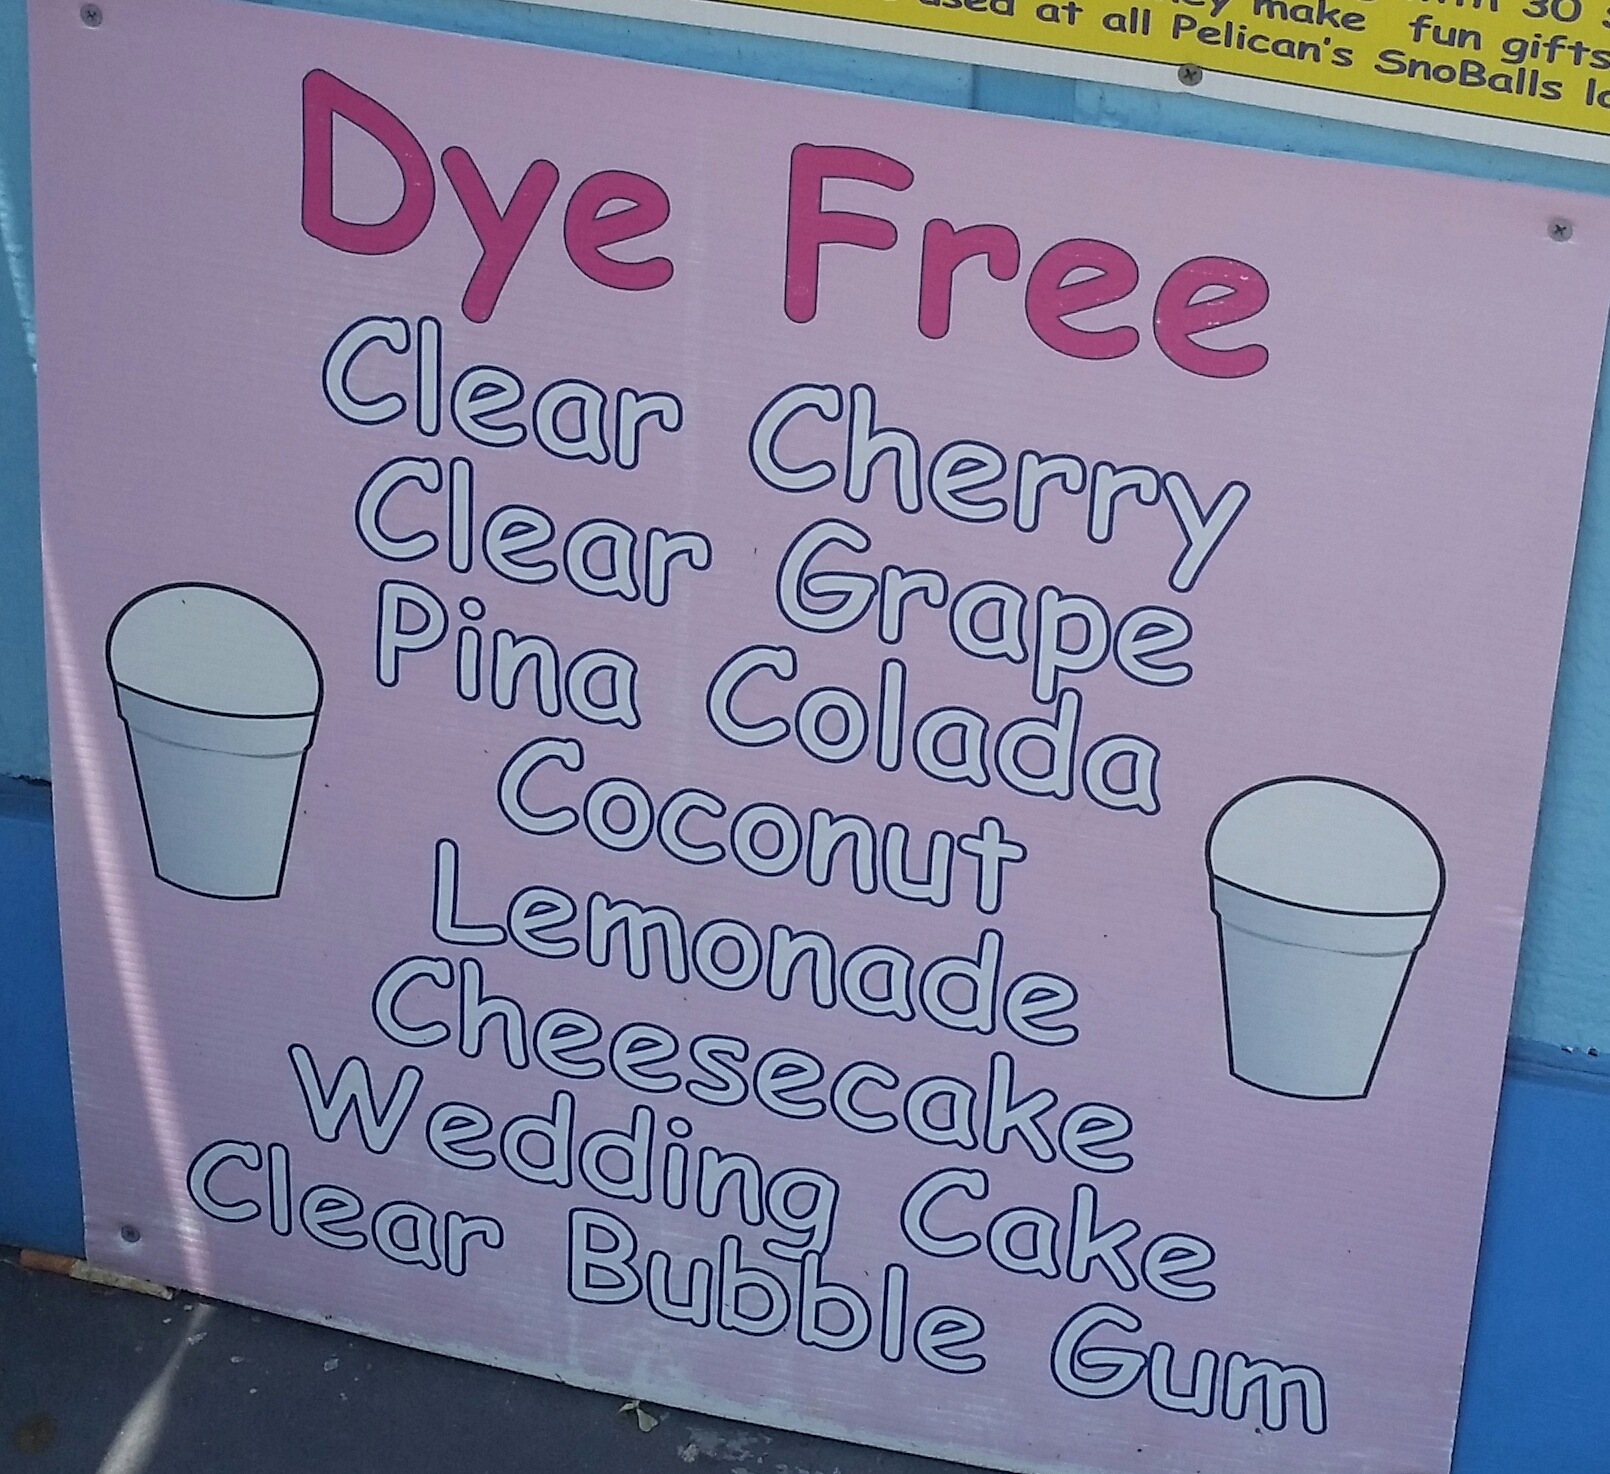 30
make fun gifts
at all Pelican's SnoBalls
Dye Free
Clear Cherry
Clear Grape
Pina Colada
Coconut
Lemonade
Cheesecake
Wedding Cake
Clear Bubble Gum